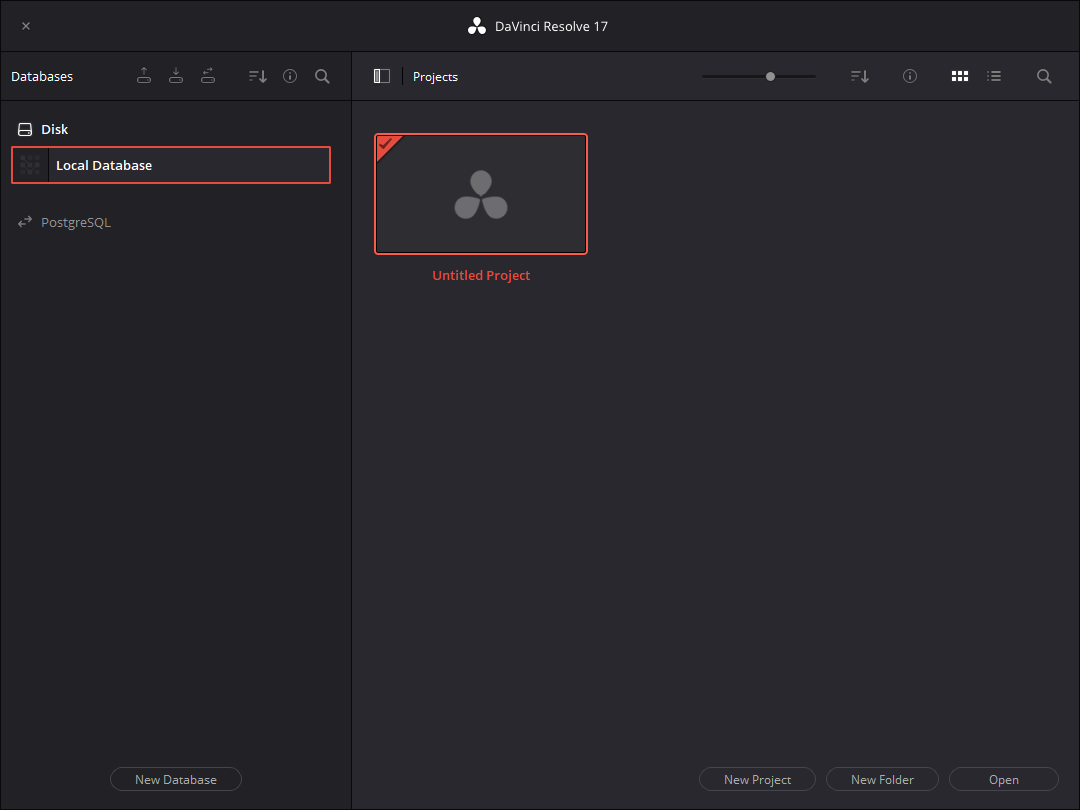 DaVinci Resolve 17
Databases
Projects
Disk
Local Database
PostgreSQL
Untitled Project
New Database
New Project
New Folder
Open